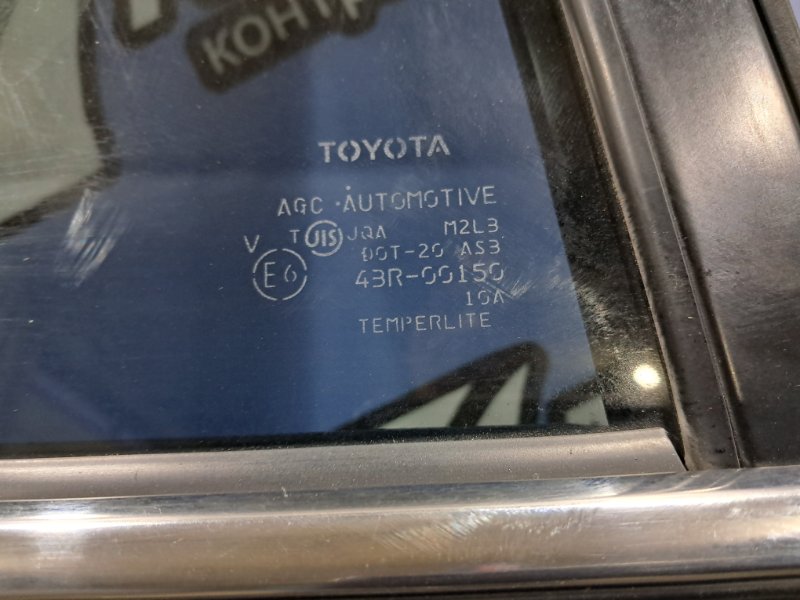 КОНТ
TOYOTA
AGC AUTOMOTIVE
V T JIS JQA M2L3
DOT-20 AS3
E6 43R-00150
10A
TEMPERLITE